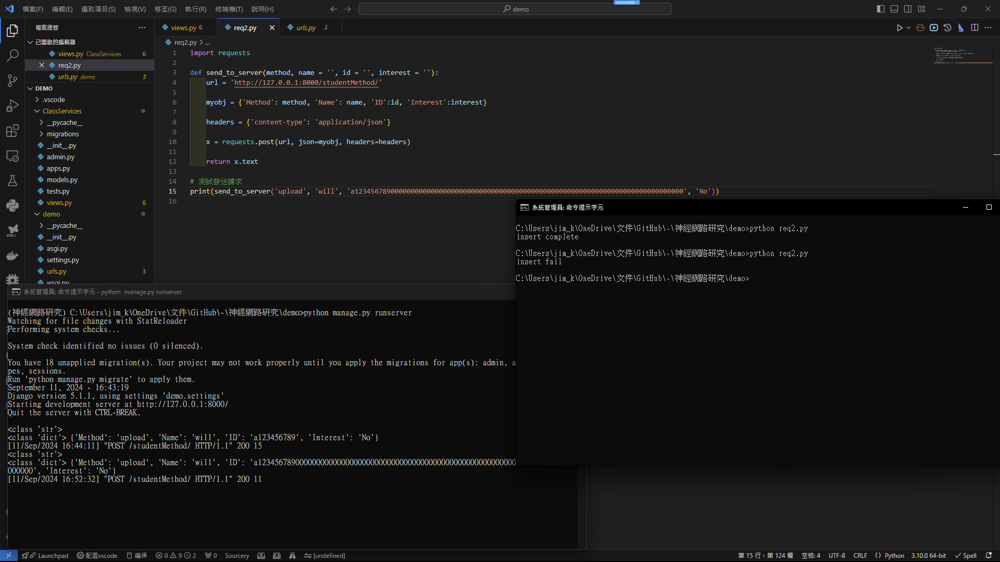 檔案(F) 編輯(E) 選取項目(S) 檢視(V) 移至(G) 執行(R) 終端機(T) 說明(H) demo
檔案總管
已開啟的編輯器
views.py ClassServices 6
req2.py
urls.py demo 3
DEMO
.vscode
ClassServices
__pycache__
migrations
__init__.py
admin.py
apps.py
models.py
tests.py
views.py 6
demo
__pycache__
__init__.py
asgi.py
settings.py
urls.py 3
wsgi.py
STM32
views.py 6 req2.py urls.py 3
req2.py > ...
1 import requests
2
3 def send_to_server(method, name = '', id = '', interest = ''):
4 url = 'http://127.0.0.1:8000/studentMethod/'
5
6 myobj = {'Method': method, 'Name': name, 'ID':id, 'Interest':interest}
7
8 headers = {'content-type': 'application/json'}
9
10 x = requests.post(url, json=myobj, headers=headers)
11
12 return x.text
13
14 # 測試發送請求
15 print(send_to_server('upload', 'will', 'a1234567890000000000000000000000000000000000000000000000000000000000000000000000000', 'No'))
16
系統管理員: 命令提示字元
C:\Users\jim_k\OneDrive\文件\GitHub\-\神經網路研究\demo>python req2.py
insert complete
C:\Users\jim_k\OneDrive\文件\GitHub\-\神經網路研究\demo>python req2.py
insert fail
C:\Users\jim_k\OneDrive\文件\GitHub\-\神經網路研究\demo>
系統管理員: 命令提示字元 - python manage.py runserver
(神經網路研究) C:\Users\jim_k\OneDrive\文件\GitHub\-\神經網路研究\demo>python manage.py runserver
Watching for file changes with StatReloader
Performing system checks...
System check identified no issues (0 silenced).
You have 18 unapplied migration(s). Your project may not work properly until you apply the migrations for app(s): admin, a
pes, sessions.
Run 'python manage.py migrate' to apply them.
September 11, 2024 - 16:43:19
Django version 5.1.1, using settings 'demo.settings'
Starting development server at http://127.0.0.1:8000/
Quit the server with CTRL-BREAK.
<class 'str'>
<class 'dict'> {'Method': 'upload', 'Name': 'will', 'ID': 'a123456789', 'Interest': 'No'}
[11/Sep/2024 16:44:11] "POST /studentMethod/ HTTP/1.1" 200 15
<class 'str'>
<class 'dict'> {'Method': 'upload', 'Name': 'will', 'ID': 'a12345678900000000000000000000000000000000000000000000000000000
000000', 'Interest': 'No'}
[11/Sep/2024 16:52:32] "POST /studentMethod/ HTTP/1.1" 200 11
Launchpad 配置vscode 编译 0 9 2 0 Sourcery [undefined] 第 15 行，第 124 欄 空格: 4 UTF-8 CRLF {} Python 3.10.0 64-bit Spell